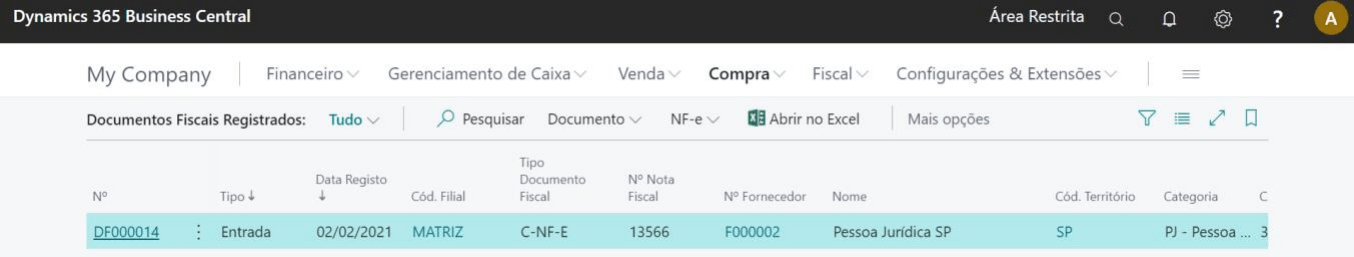 Dynamics 365 Business Central Área Restrita ? A
My Company Financeiro Gerenciamento de Caixa Venda Compra Fiscal Configurações & Extensões
Documentos Fiscais Registrados: Tudo Pesquisar Documento NF-e Abrir no Excel Mais opções
Nº Tipo ↓ Data Registo ↓ Cód. Filial Tipo Documento Fiscal Nº Nota Fiscal Nº Fornecedor Nome Cód. Território Categoria C
DF000014 Entrada 02/02/2021 MATRIZ C-NF-E 13566 F000002 Pessoa Jurídica SP SP PJ - Pessoa ... 3